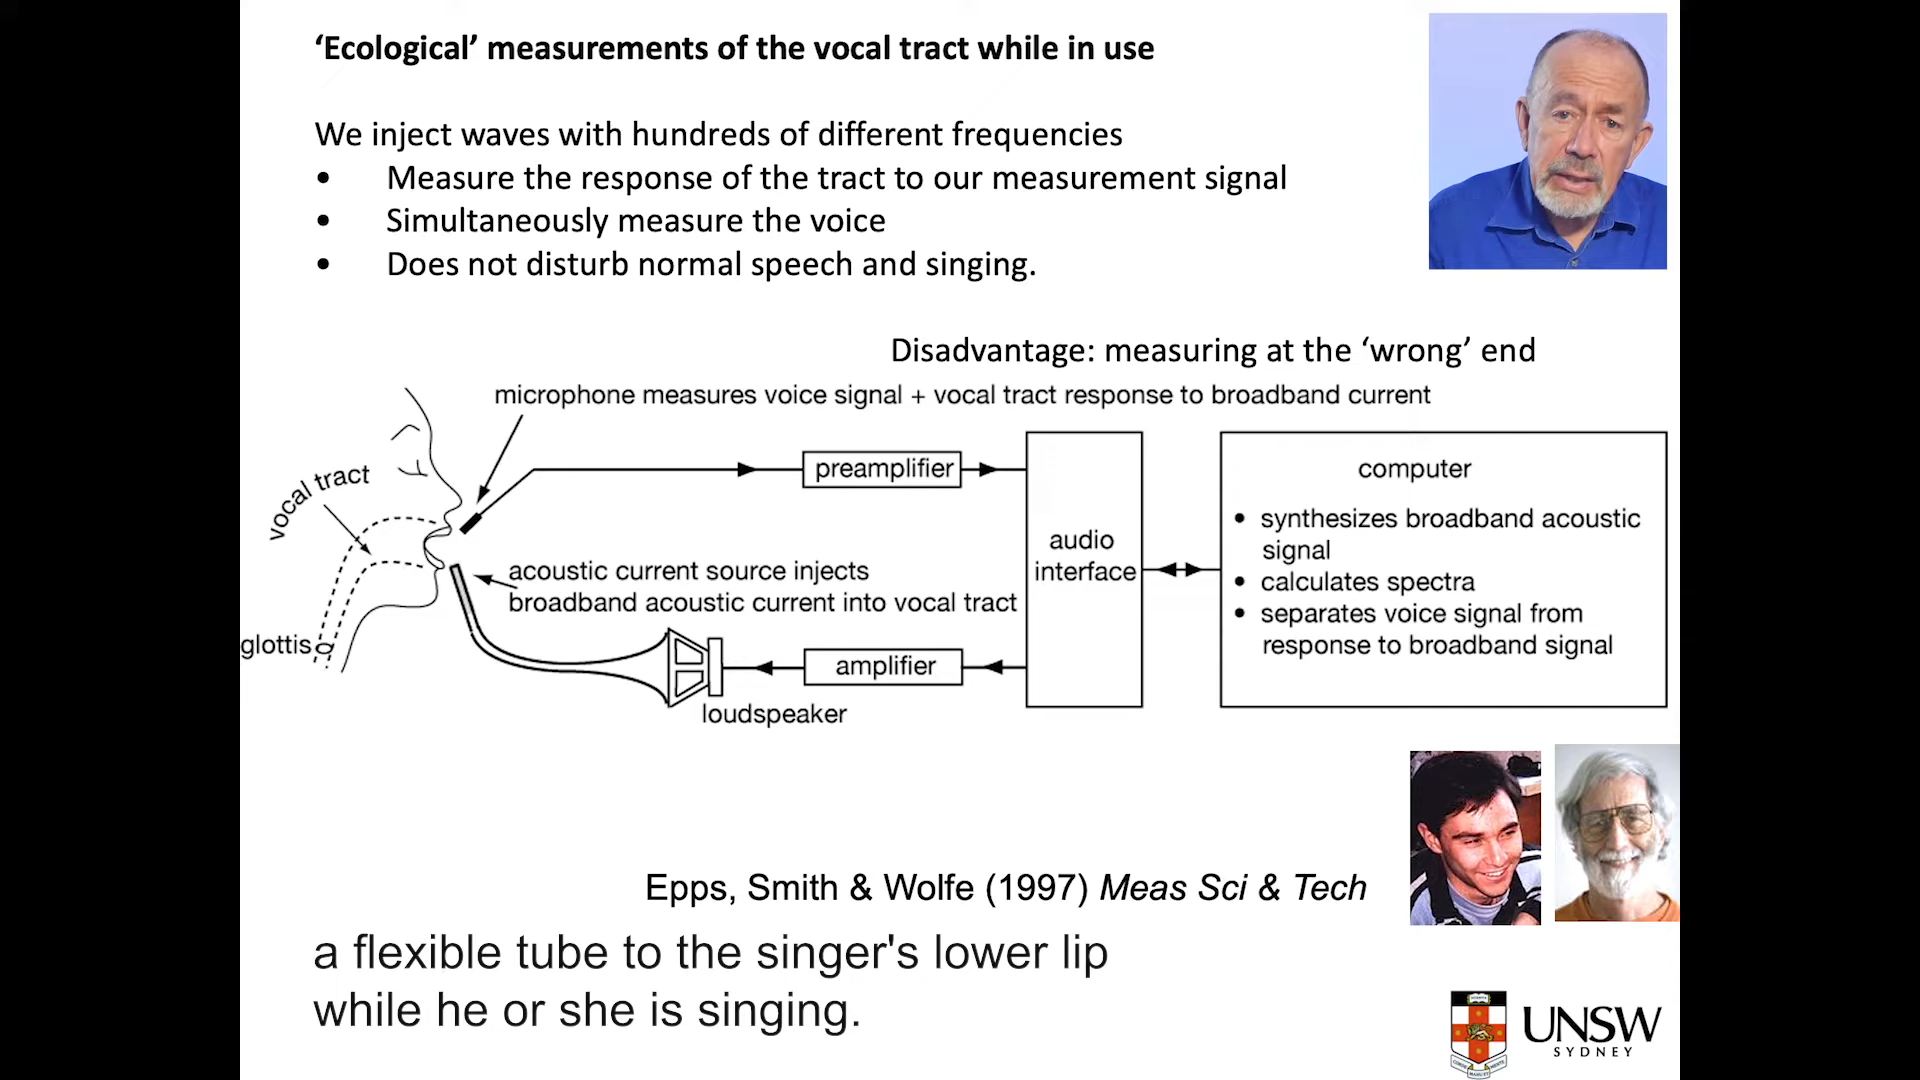 ‘Ecological’ measurements of the vocal tract while in use
We inject waves with hundreds of different frequencies
• Measure the response of the tract to our measurement signal
• Simultaneously measure the voice
• Does not disturb normal speech and singing.
Disadvantage: measuring at the ‘wrong’ end
microphone measures voice signal + vocal tract response to broadband current
vocal tract
glottis
preamplifier
acoustic current source injects
broadband acoustic current into vocal tract
amplifier
loudspeaker
audio
interface
computer
• synthesizes broadband acoustic
signal
• calculates spectra
• separates voice signal from
response to broadband signal
Epps, Smith & Wolfe (1997) Meas Sci & Tech
a flexible tube to the singer's lower lip
while he or she is singing.
UNSW
SYDNEY